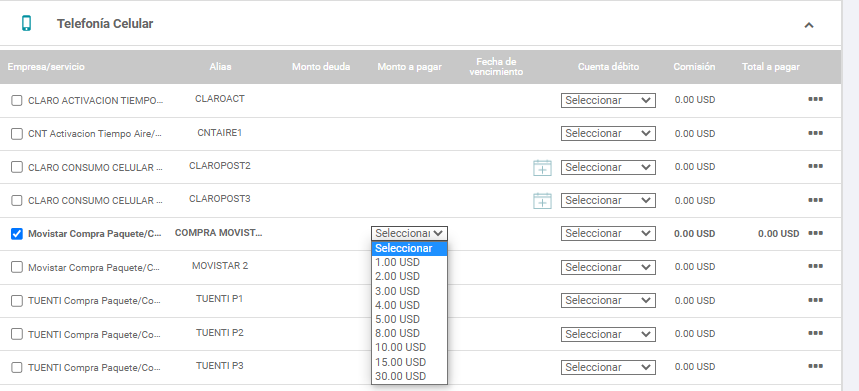 Telefonía Celular
Empresa/servicio Alias Monto deuda Monto a pagar Fecha de vencimiento Cuenta débito Comisión Total a pagar
CLARO ACTIVACION TIEMPO... CLAROACT Seleccionar 0.00 USD
CNT Activacion Tiempo Aire/... CNTAIRE1 Seleccionar 0.00 USD
CLARO CONSUMO CELULAR ... CLAROPOST2 Seleccionar 0.00 USD
CLARO CONSUMO CELULAR ... CLAROPOST3 Seleccionar 0.00 USD
Movistar Compra Paquete/C... COMPRA MOVIST... Seleccionar Seleccionar 0.00 USD 0.00 USD
Seleccionar
1.00 USD
2.00 USD
3.00 USD
4.00 USD
5.00 USD
8.00 USD
10.00 USD
15.00 USD
30.00 USD
Movistar Compra Paquete/C... MOVISTAR 2 Seleccionar 0.00 USD
TUENTI Compra Paquete/Co... TUENTI P1 Seleccionar 0.00 USD
TUENTI Compra Paquete/Co... TUENTI P2 Seleccionar 0.00 USD
TUENTI Compra Paquete/Co... TUENTI P3 Seleccionar 0.00 USD